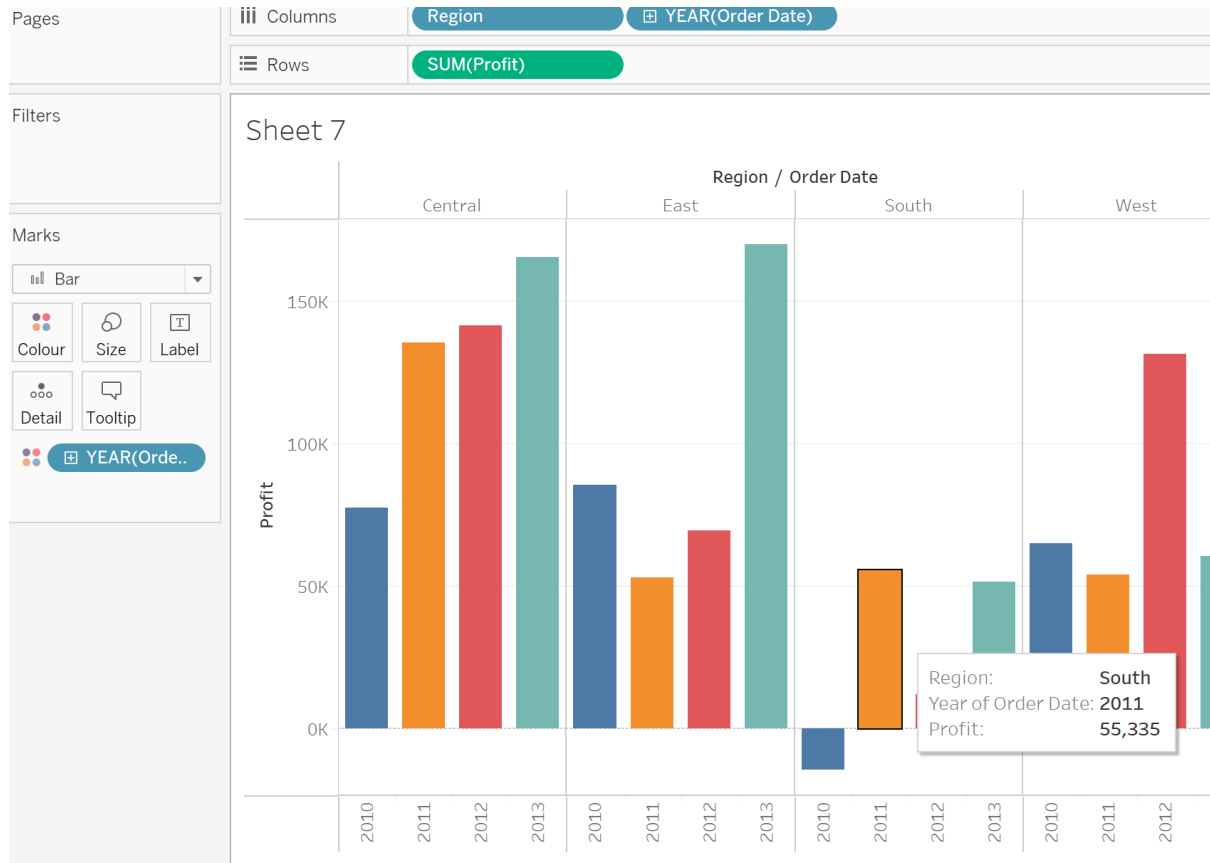 Pages
Columns
Region
YEAR(Order Date)
Rows
SUM(Profit)
Filters
Marks
Bar
Colour
Size
T
Label
Detail
Tooltip
YEAR(Orde..
Sheet 7
Region / Order Date
Central East South West
Profit
150K
100K
50K
0K
Region: South
Year of Order Date: 2011
Profit: 55,335
2010 2011 2012 2013 2010 2011 2012 2013 2010 2011 2012 2013 2010 2011 2012